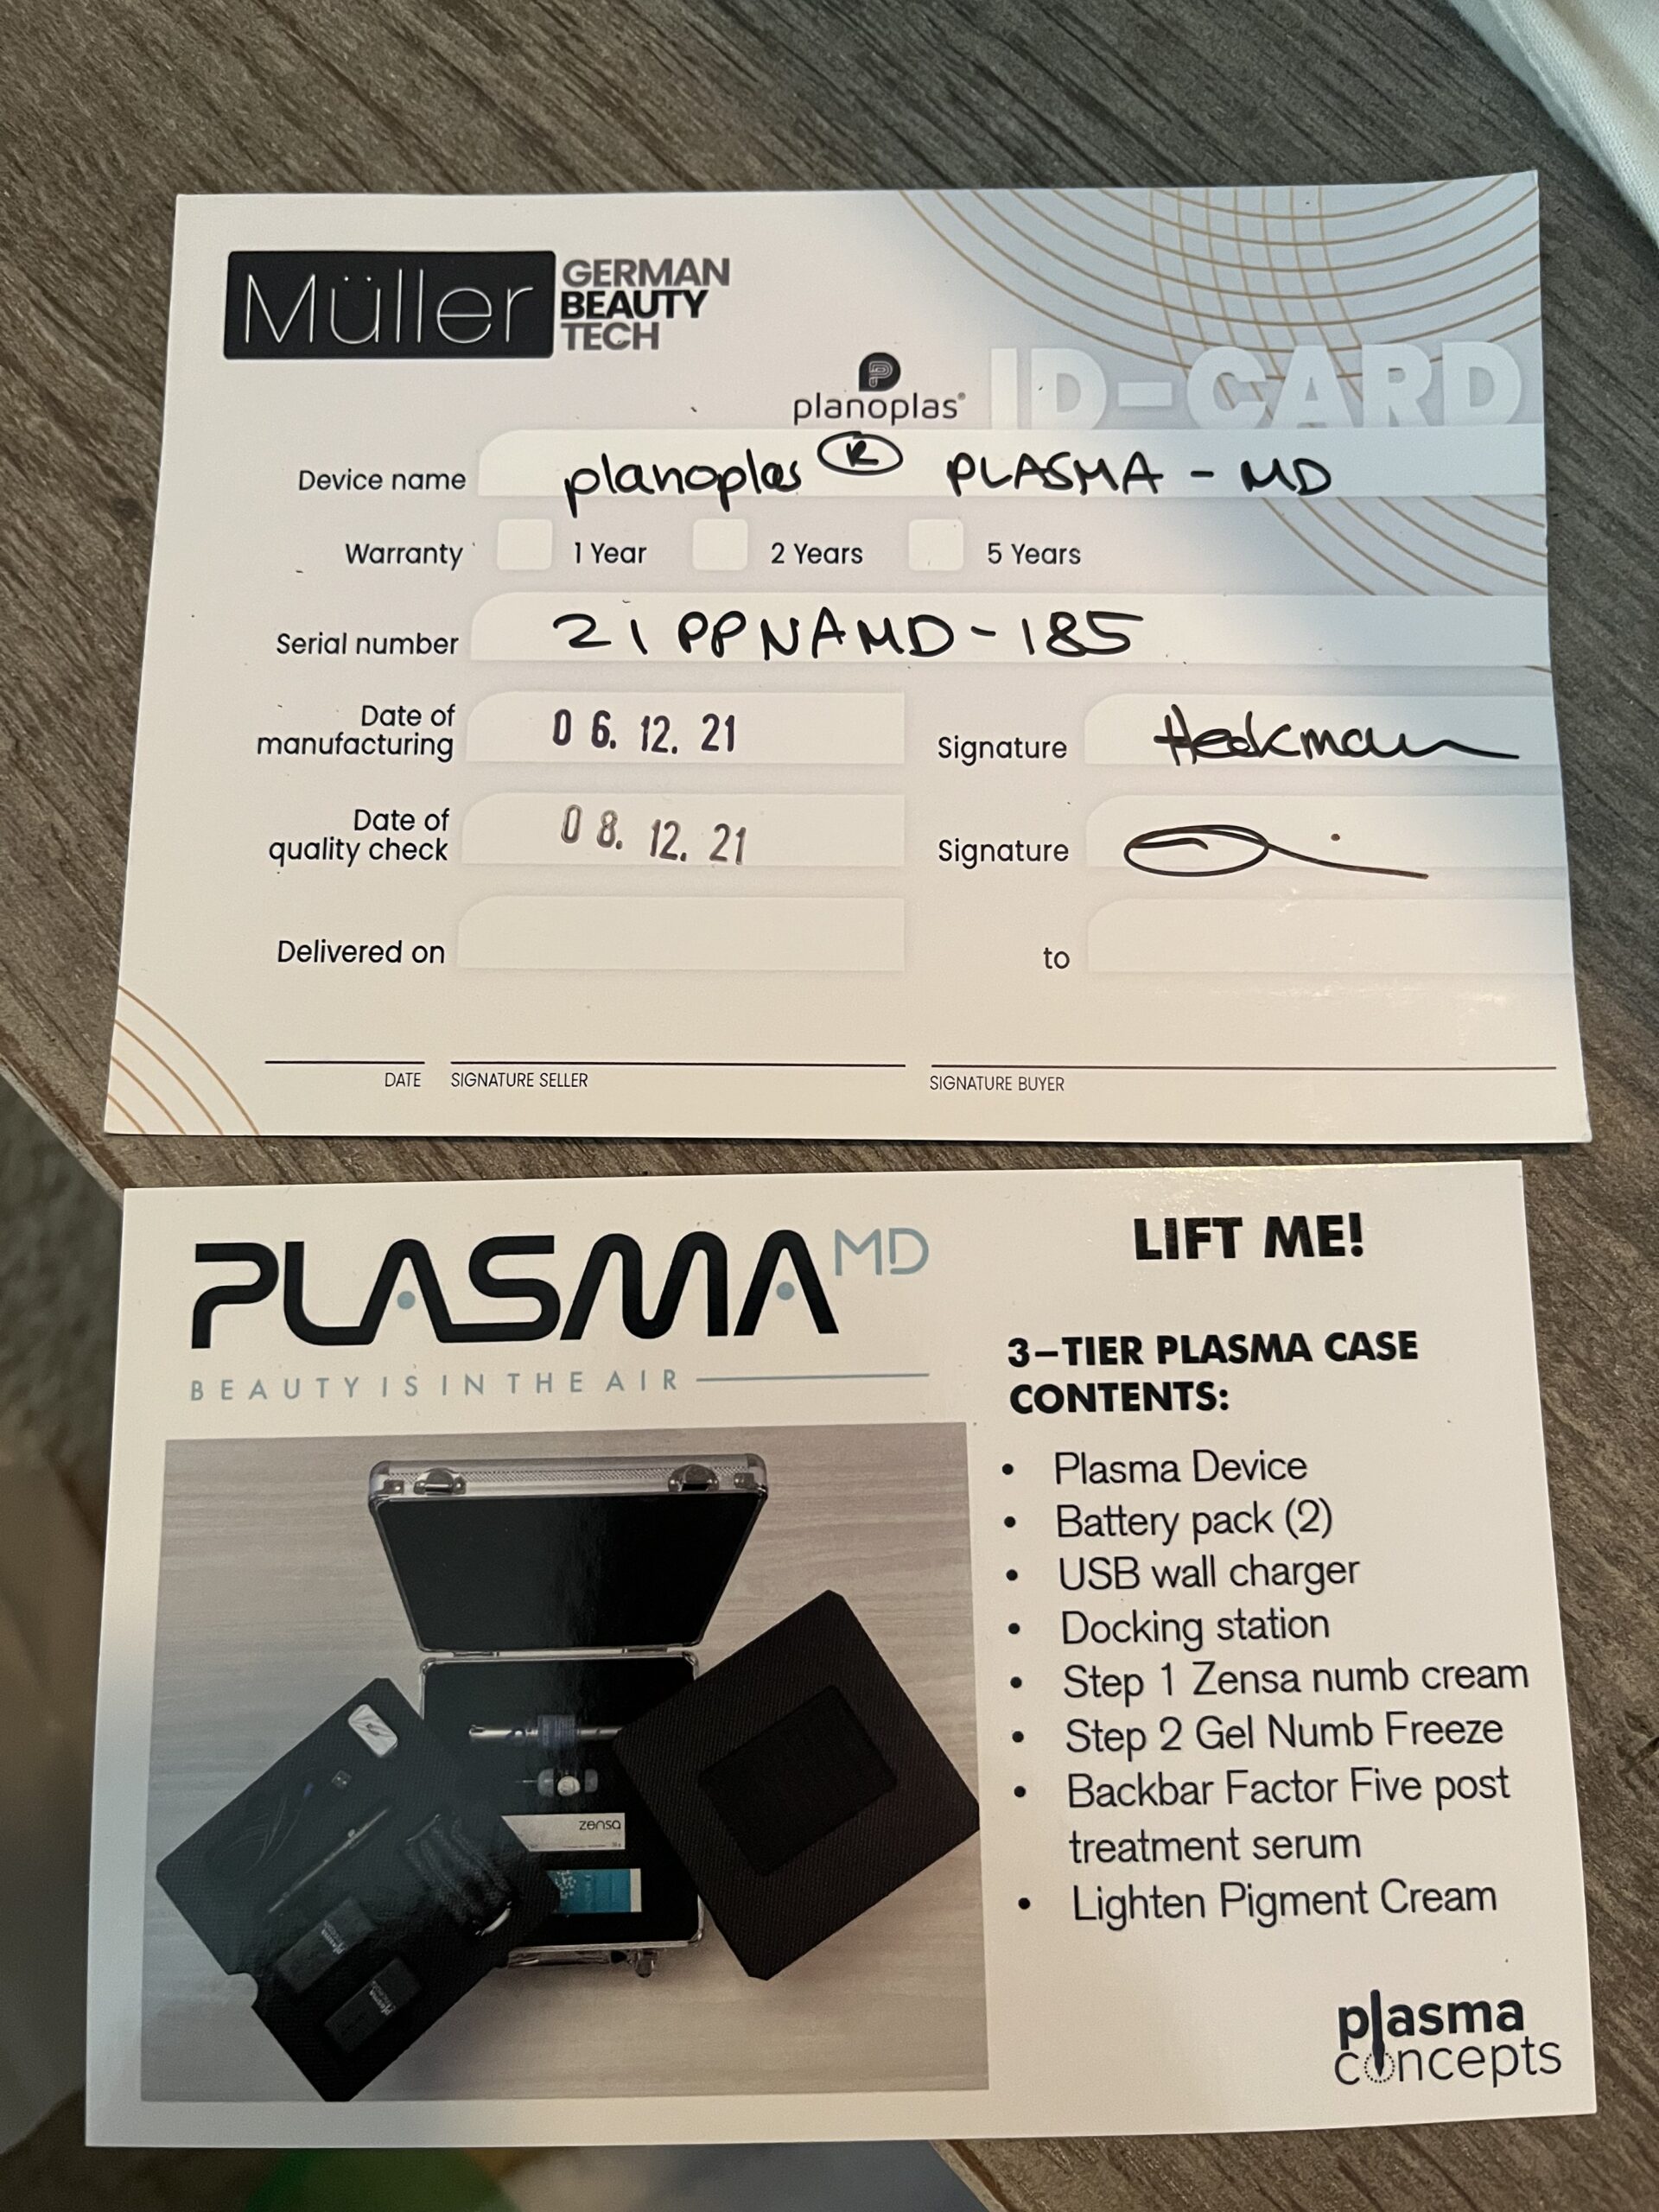 Müller GERMAN
BEAUTY
TECH
planoplas®
ID-CARD
Device name planoplas ® PLASMA - MD
Warranty 1 Year 2 Years 5 Years
Serial number 21PPNAMD-185
Date of
manufacturing 06.12.21 Signature Heckman
Date of
quality check 08.12.21 Signature
Delivered on to
DATE SIGNATURE SELLER SIGNATURE BUYER
PLASMA MD
BEAUTY IS IN THE AIR
zensa
LIFT ME!
3-TIER PLASMA CASE
CONTENTS:
• Plasma Device
• Battery pack (2)
• USB wall charger
• Docking station
• Step 1 Zensa numb cream
• Step 2 Gel Numb Freeze
• Backbar Factor Five post
treatment serum
• Lighten Pigment Cream
plasma
concepts